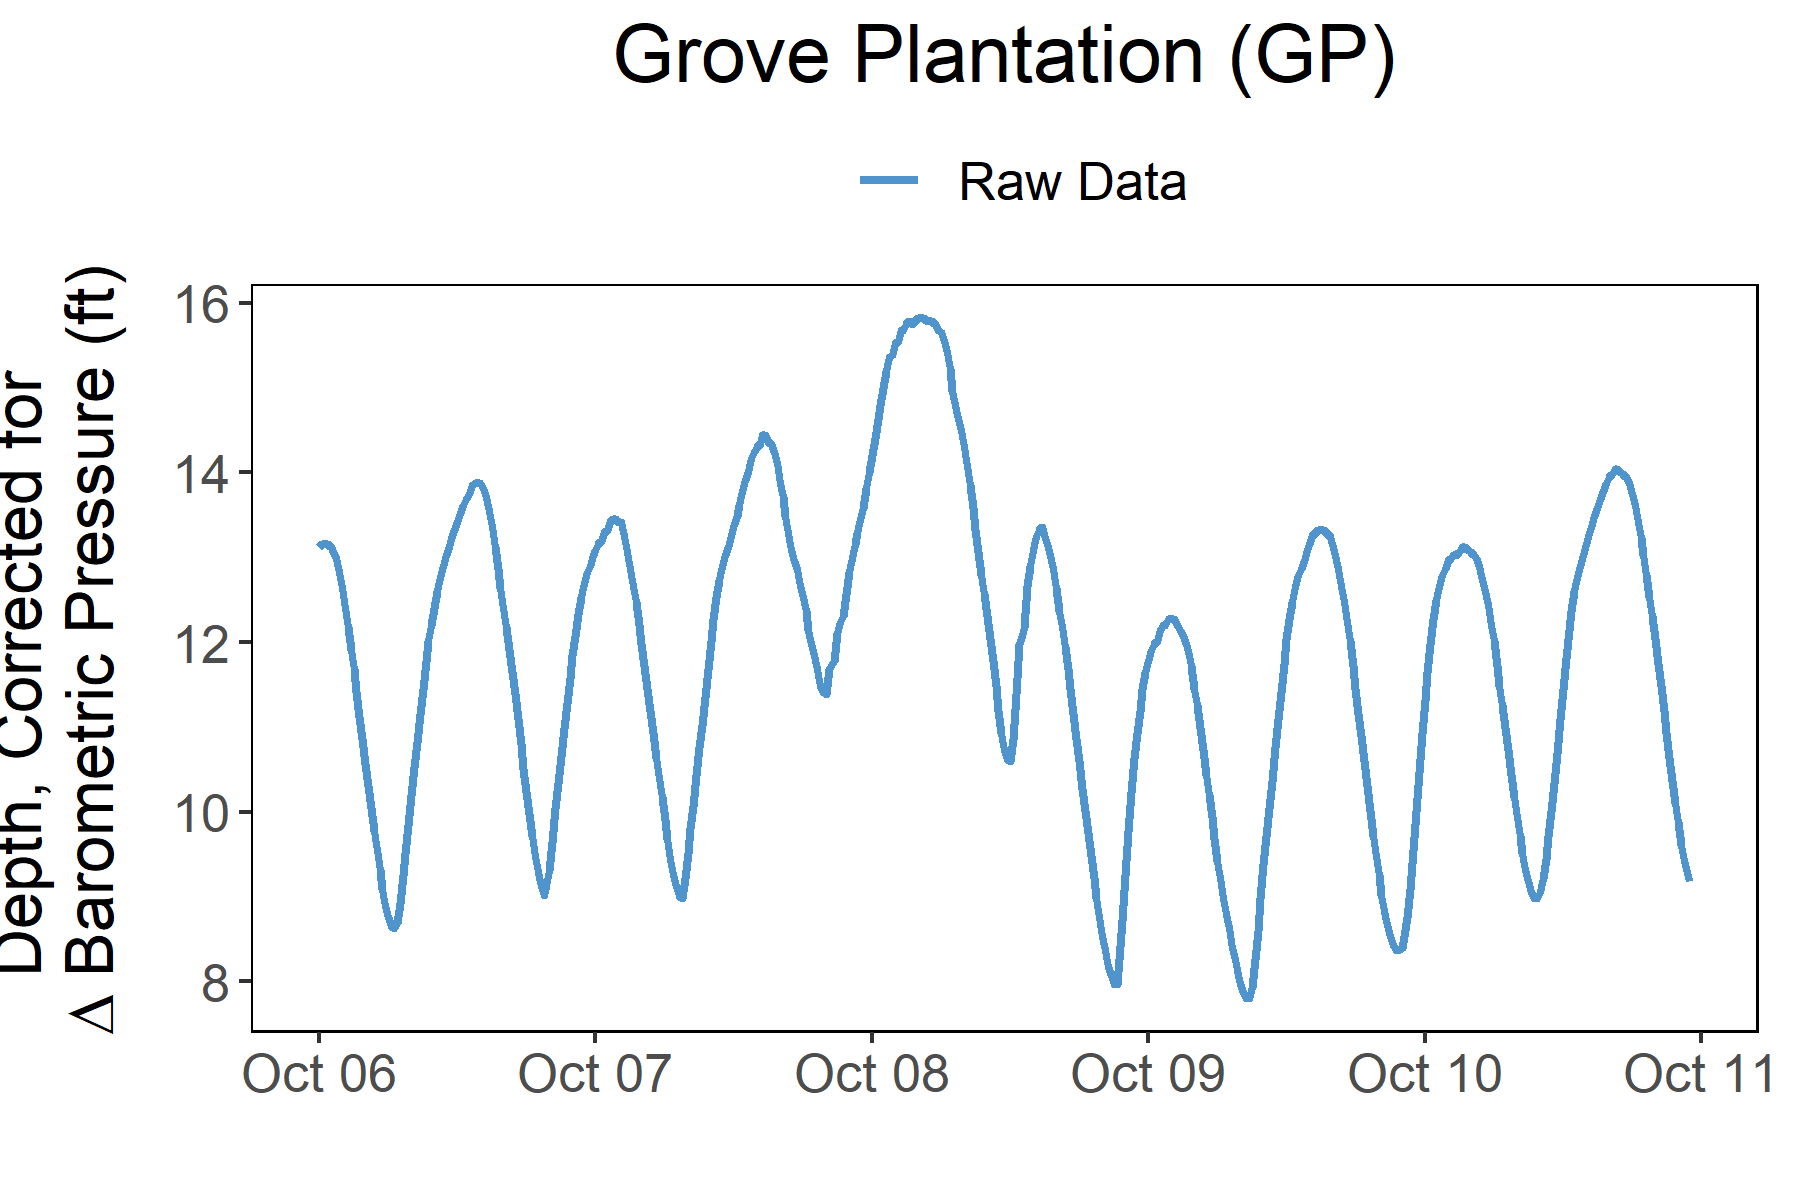 Grove Plantation (GP)
Raw Data
Depth, Corrected for
Δ Barometric Pressure (ft)
16
14
12
10
8
Oct 06
Oct 07
Oct 08
Oct 09
Oct 10
Oct 11